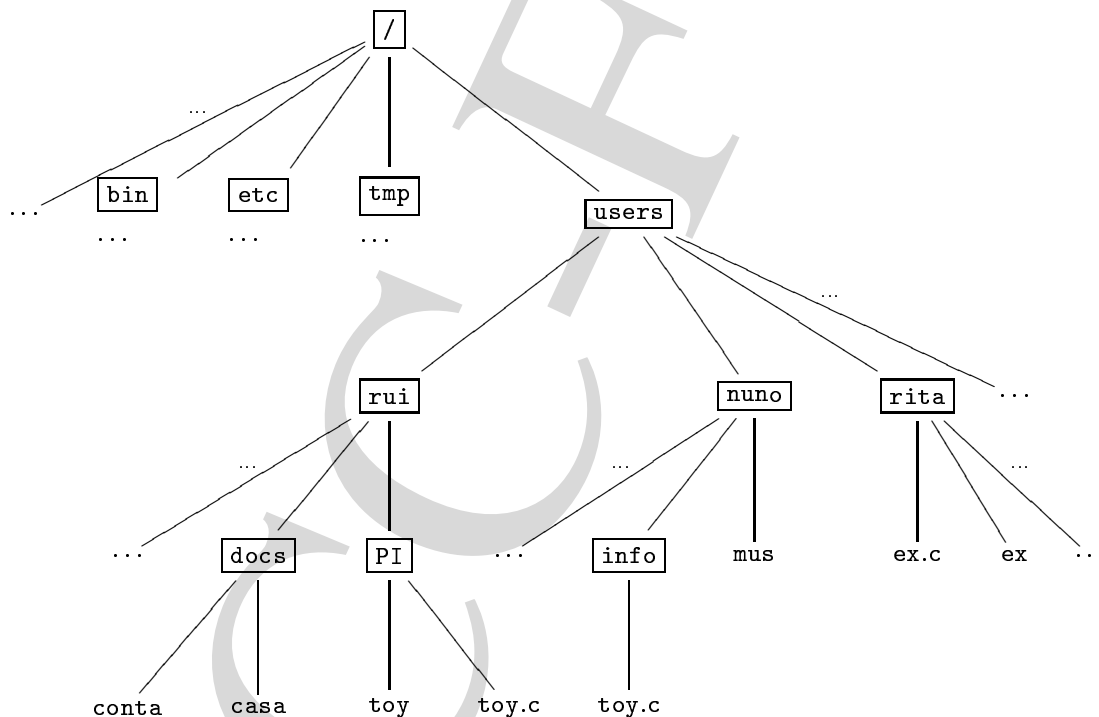 /
...
bin etc tmp
...
users
... ... ...
...
rui nuno rita
...
... ... ...
... docs PI ... info mus ex.c ex ..
conta casa toy toy.c toy.c